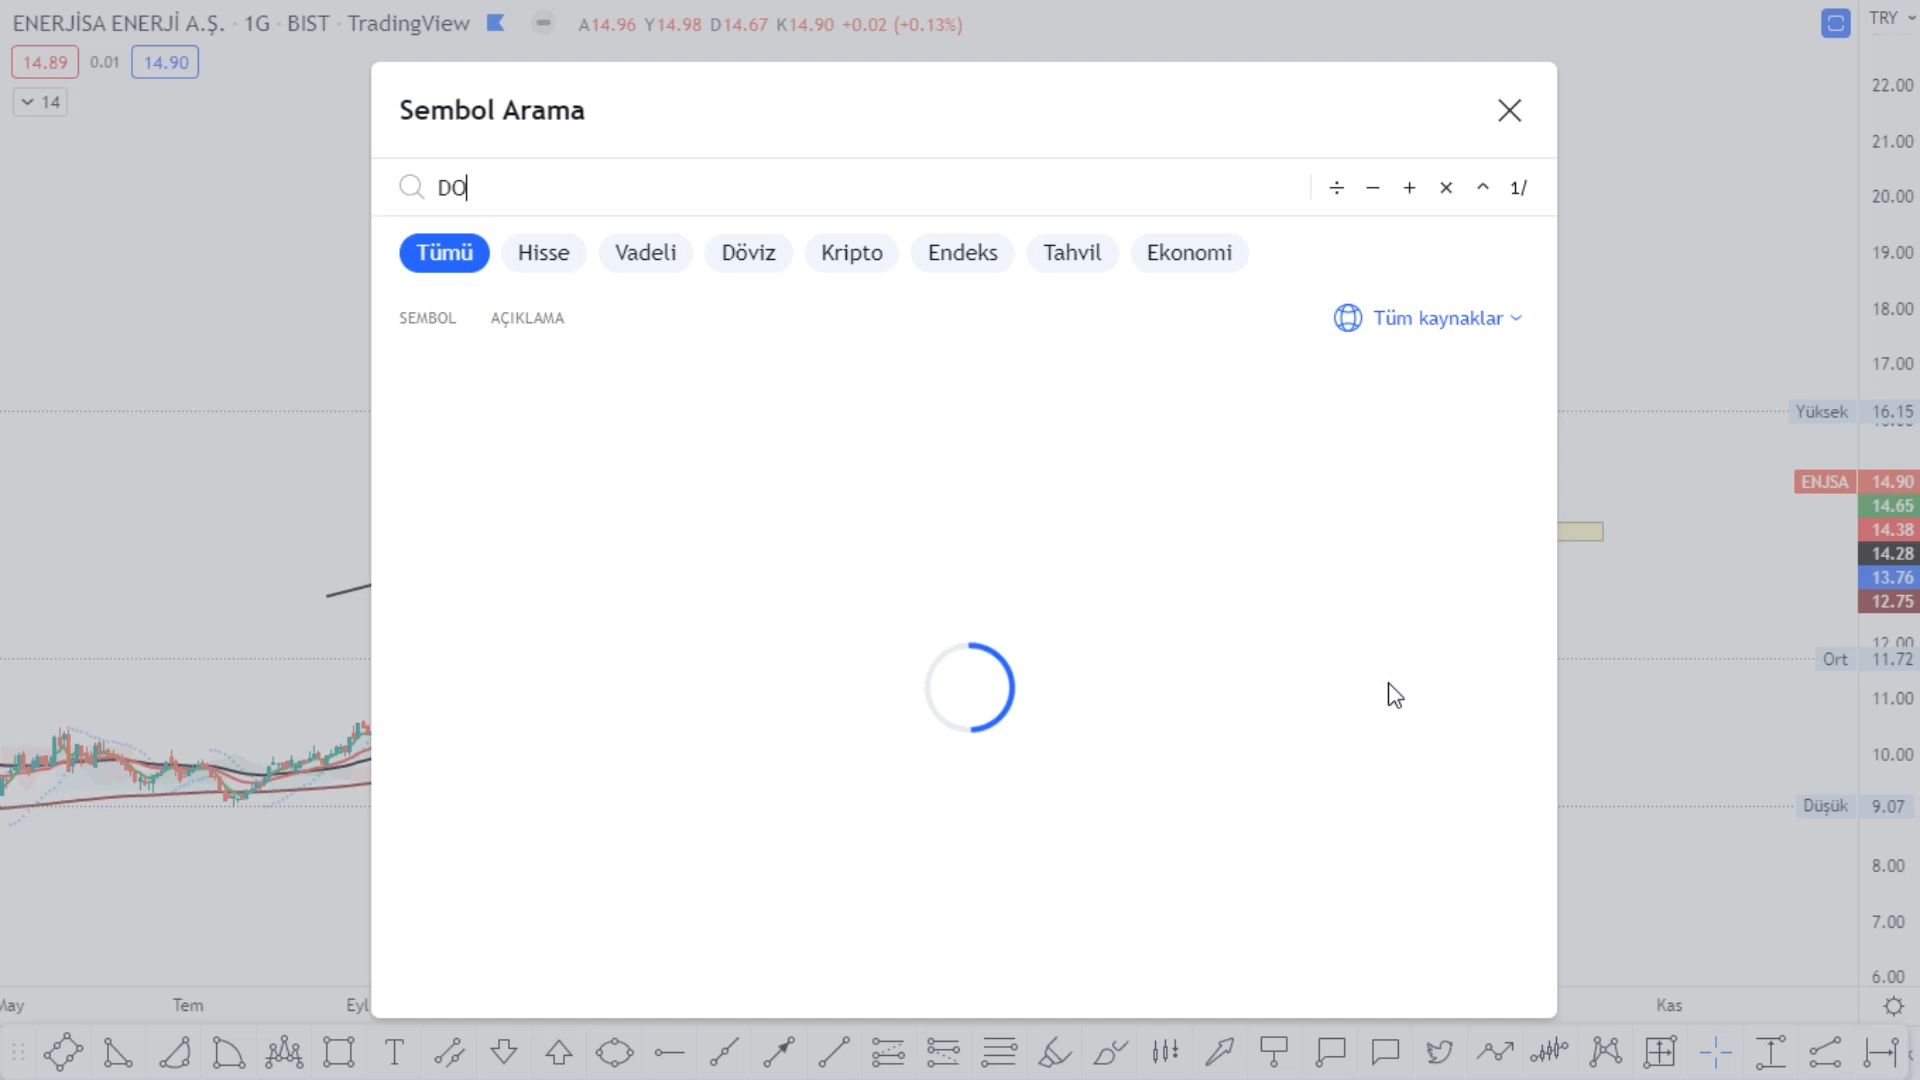 ENERJİSA ENERJİ A.Ş. · 1G · BIST · TradingView A14.96 Y14.98 D14.67 K14.90 +0.02 (+0.13%)
TRY
14.89 0.01 14.90
14
Sembol Arama
DO
÷ − + × ^ 1/
Tümü Hisse Vadeli Döviz Kripto Endeks Tahvil Ekonomi
SEMBOL AÇIKLAMA
Tüm kaynaklar
22.00
21.00
20.00
19.00
18.00
17.00
Yüksek 16.15
ENJSA 14.90
14.65
14.38
14.28
13.76
12.75
12.00
Ort 11.72
11.00
10.00
Düşük 9.07
8.00
7.00
6.00
May Tem Eyl Kas